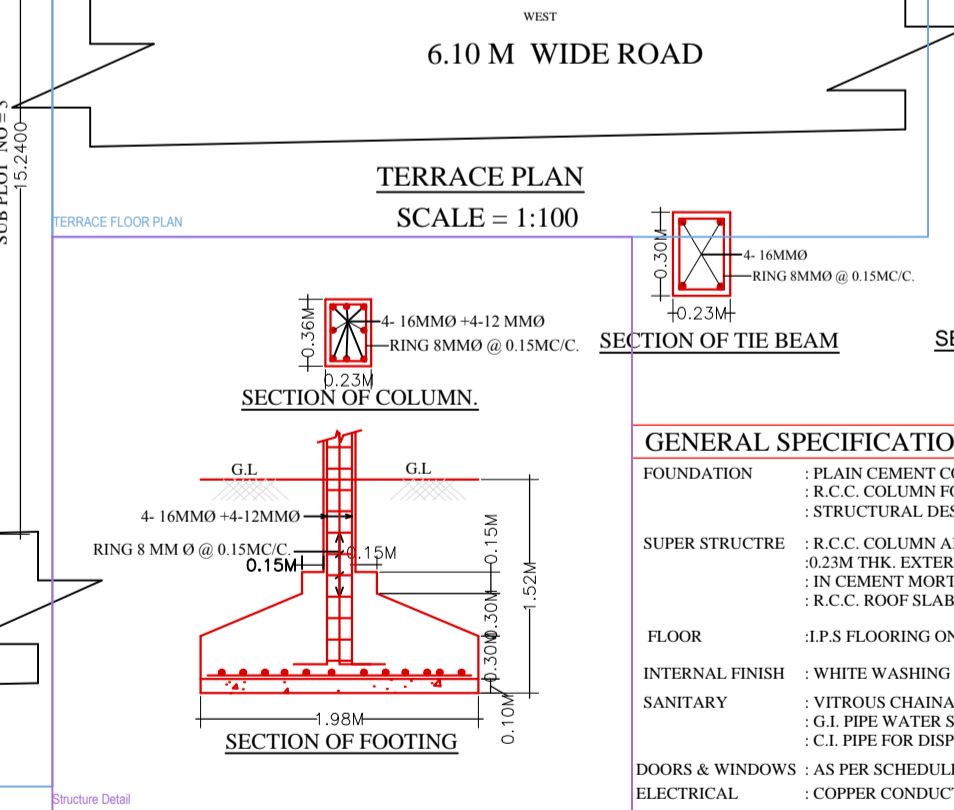 WEST
6.10 M WIDE ROAD
15.2400
TERRACE PLAN
SCALE = 1:100
TERRACE FLOOR PLAN
0.30M
4- 16MMØ
RING 8MMØ @ 0.15MC/C.
0.23M
SECTION OF TIE BEAM
0.36M
4- 16MMØ +4-12 MMØ
RING 8MMØ @ 0.15MC/C.
0.23M
SECTION OF COLUMN.
G.L
G.L
4- 16MMØ +4-12MMØ
RING 8 MM Ø @ 0.15MC/C.
0.15M
0.15M
0.15M
0.30M
0.30M
1.52M
0.10M
1.98M
SECTION OF FOOTING
Structure Detail
GENERAL SPECIFICATIO
FOUNDATION : PLAIN CEMENT CO
: R.C.C. COLUMN FO
: STRUCTURAL DES
SUPER STRUCTRE : R.C.C. COLUMN A
:0.23M THK. EXTER
: IN CEMENT MORT
: R.C.C. ROOF SLAB
FLOOR :I.P.S FLOORING ON
INTERNAL FINISH : WHITE WASHING
SANITARY : VITROUS CHAINA
: G.I. PIPE WATER S
: C.I. PIPE FOR DISP
DOORS & WINDOWS : AS PER SCHEDUL
ELECTRICAL : COPPER CONDUCT